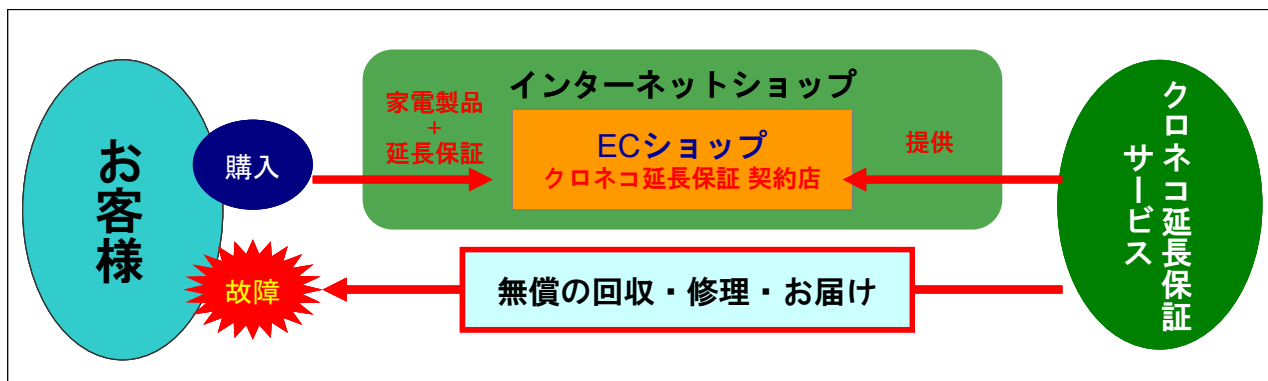 お客様
購入
家電製品
+
延長保証
インターネットショップ
ECショップ
クロネコ延長保証 契約店
提供
クロネコ延長保証
サービス
故障
無償の回収・修理・お届け